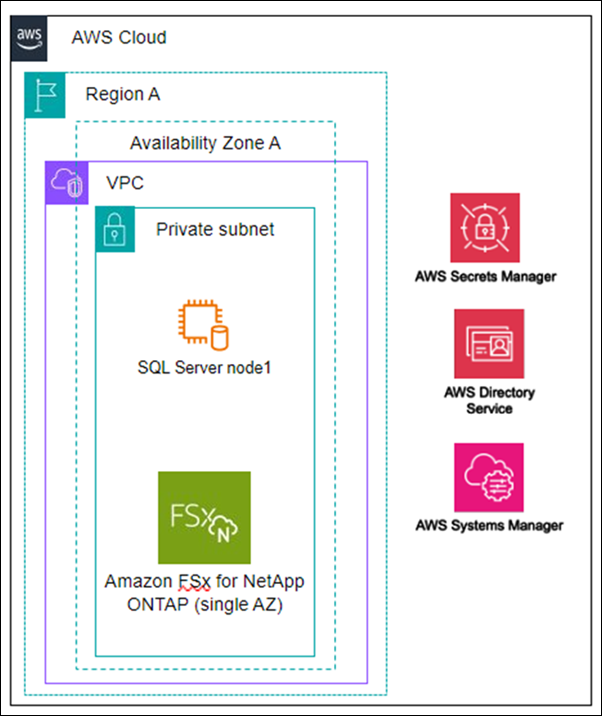 aws
AWS Cloud
Region A
Availability Zone A
VPC
Private subnet
SQL Server node1
FSx
N
Amazon FSx for NetApp
ONTAP (single AZ)
AWS Secrets Manager
AWS Directory
Service
AWS Systems Manager